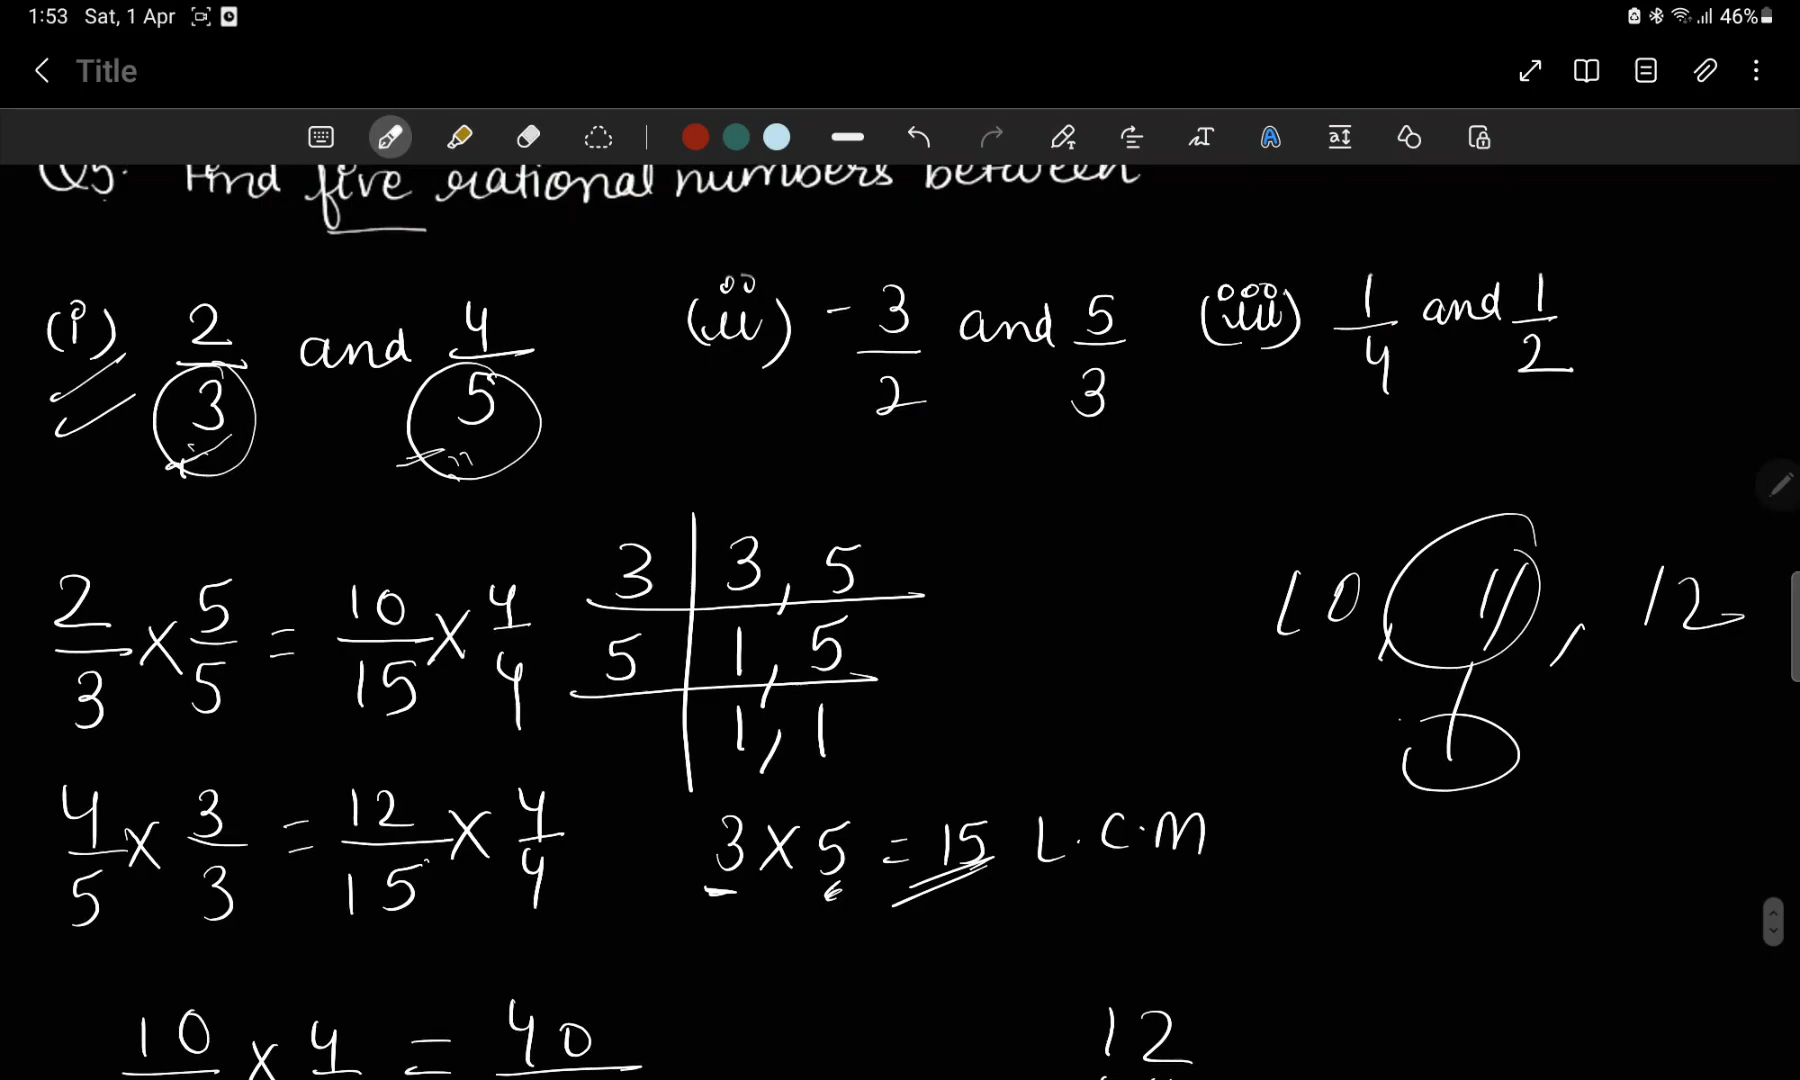 1:53 Sat, 1 Apr 46%
Title
Q5. Find five rational numbers between
(i) 2/3 and 4/5 (ii) -3/2 and 5/3 (iii) 1/4 and 1/2
3 | 3, 5
5 | 1, 5
1, 1
2/3 × 5/5 = 10/15 × 4/4
10, 11, 12
4/5 × 3/3 = 12/15 × 4/4
3 × 5 = 15 L.C.M
10 × 4 = 40
12